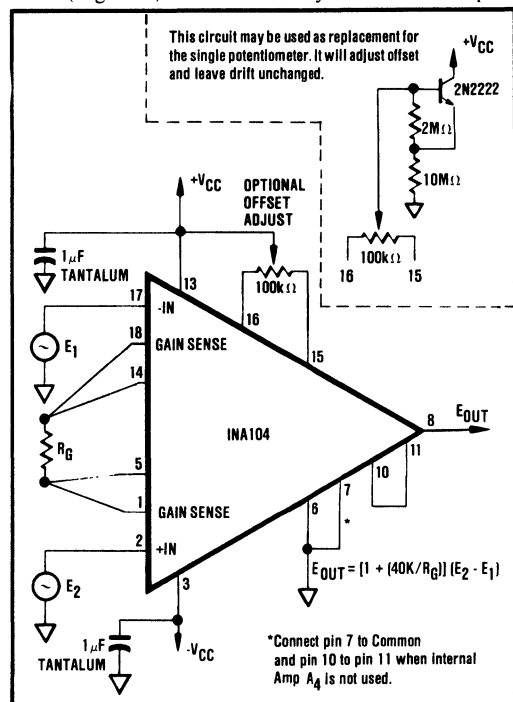 This circuit may be used as replacement for
the single potentiometer. It will adjust offset
and leave drift unchanged.
+VCC
2N2222
2MΩ
10MΩ
100kΩ
16
15
+VCC
OPTIONAL
OFFSET
ADJUST
1µF
TANTALUM
100kΩ
13
16
15
17
-IN
E1
18
GAIN SENSE
14
RG
INA104
8
EOUT
11
10
5
7
6
*
1
GAIN SENSE
2
+IN
E2
3
EOUT = [1 + (40K/RG)] (E2 - E1)
1µF
TANTALUM
-VCC
*Connect pin 7 to Common
and pin 10 to pin 11 when internal
Amp A4 is not used.